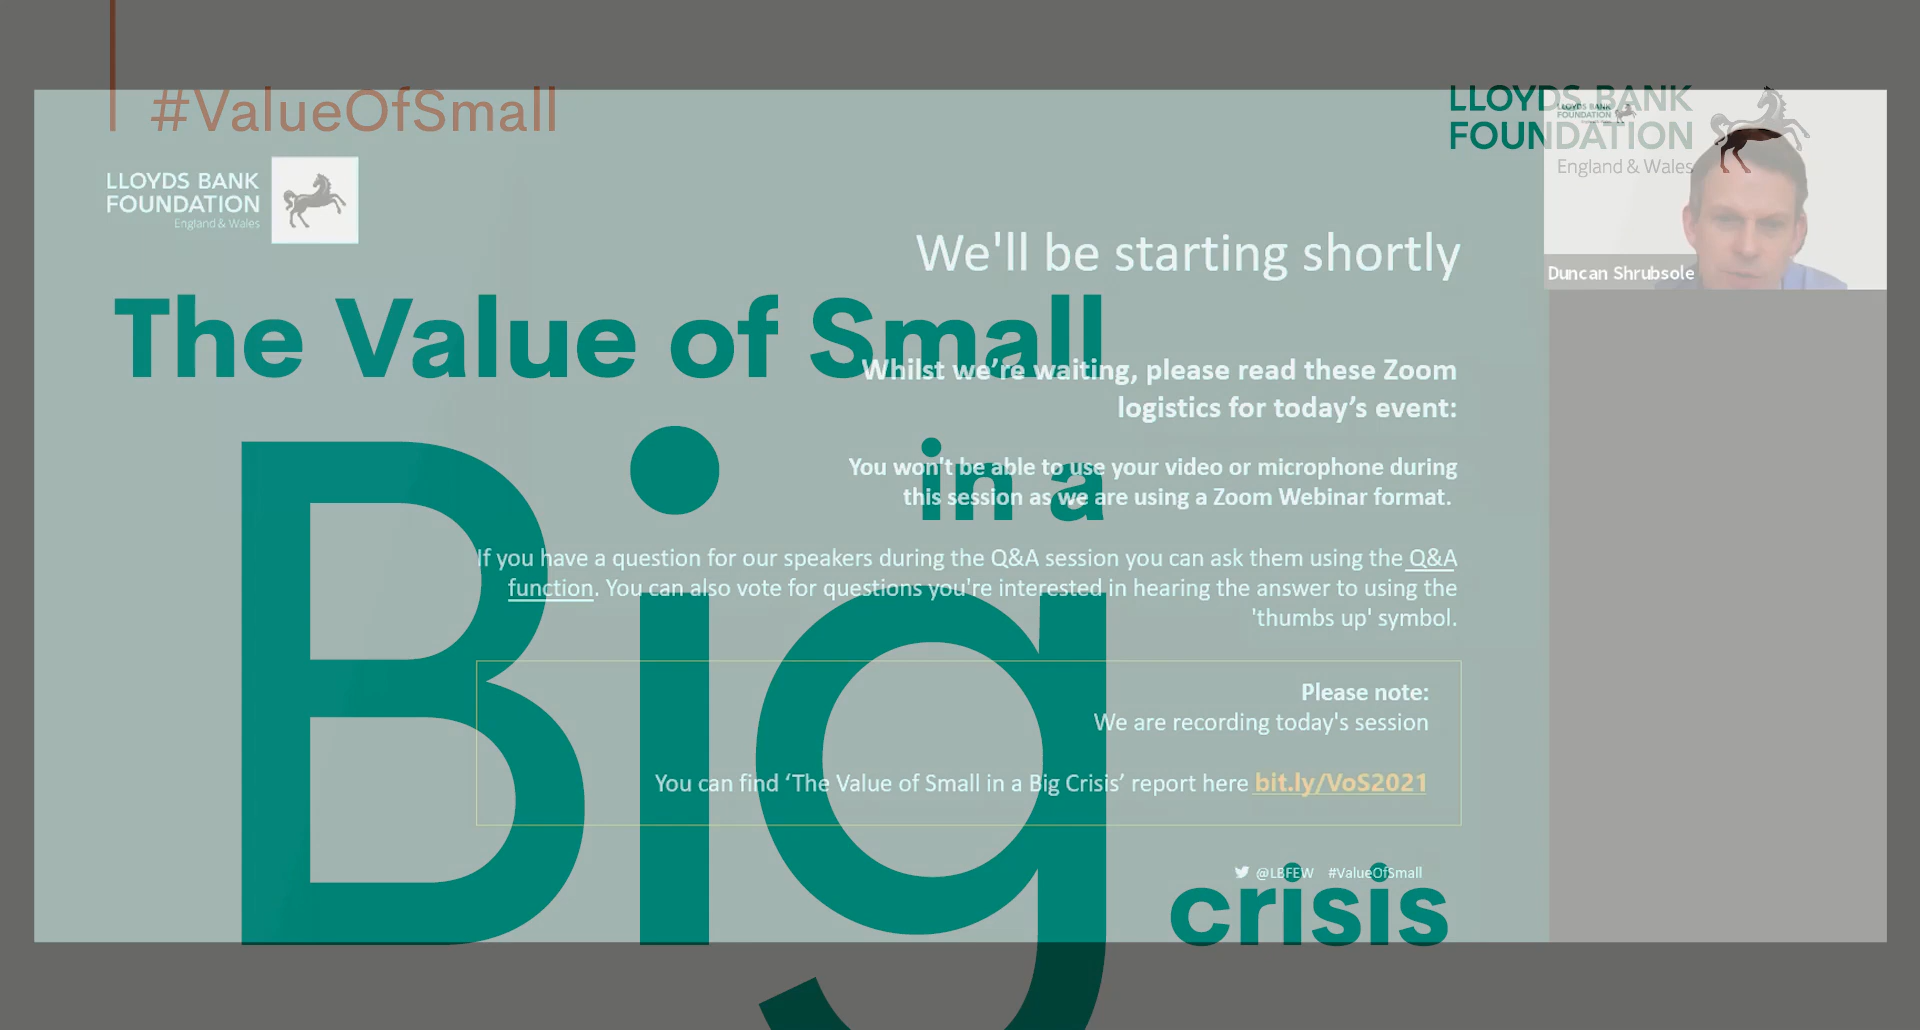 #ValueOfSmall
LLOYDS BANK
FOUNDATION
England & Wales
LLOYDS BANK
FOUNDATION
England & Wales
LLOYDS BANK
FOUNDATION
Duncan Shrubsole
We'll be starting shortly
The Value of Small
in a
Big
crisis
Whilst we're waiting, please read these Zoom
logistics for today’s event:
You won't be able to use your video or microphone during
this session as we are using a Zoom Webinar format.
If you have a question for our speakers during the Q&A session you can ask them using the Q&A
function. You can also vote for questions you're interested in hearing the answer to using the
'thumbs up' symbol.
Please note:
We are recording today's session
You can find ‘The Value of Small in a Big Crisis’ report here bit.ly/VoS2021
@LBFEW #ValueOfSmall